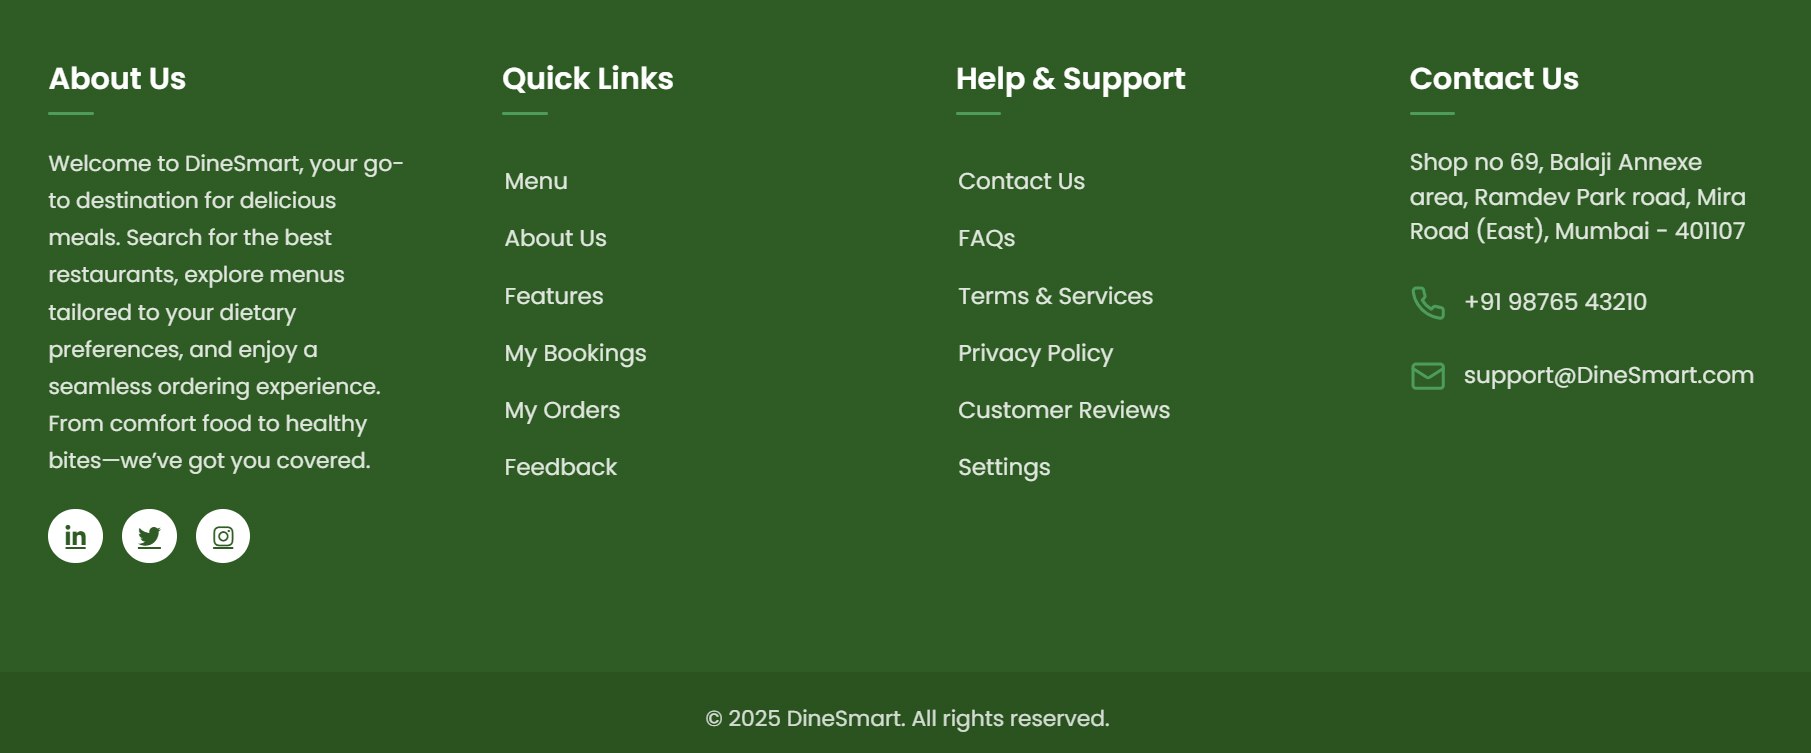 About Us
Welcome to DineSmart, your go-
to destination for delicious
meals. Search for the best
restaurants, explore menus
tailored to your dietary
preferences, and enjoy a
seamless ordering experience.
From comfort food to healthy
bites—we’ve got you covered.
in
Quick Links
Menu
About Us
Features
My Bookings
My Orders
Feedback
Help & Support
Contact Us
FAQs
Terms & Services
Privacy Policy
Customer Reviews
Settings
Contact Us
Shop no 69, Balaji Annexe
area, Ramdev Park road, Mira
Road (East), Mumbai - 401107
+91 98765 43210
support@DineSmart.com
© 2025 DineSmart. All rights reserved.